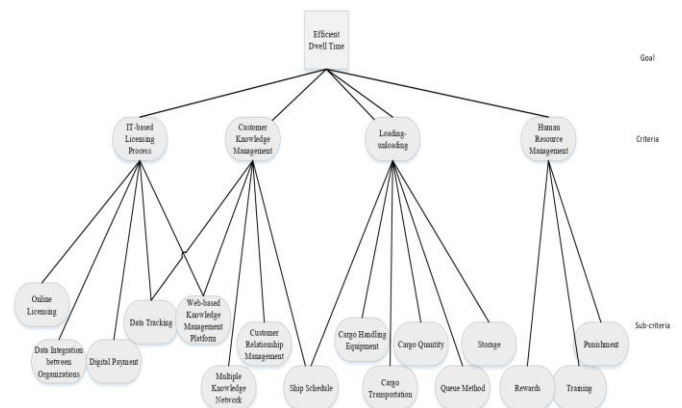 Efficient
Dwell Time
Goal
IT-based
Licensing
Process
Customer
Knowledge
Management
Loading-
unloading
Human
Resource
Management
Criteria
Online
Licensing
Data Integration
between
Organizations
Digital Payment
Data Tracking
Web-based
Knowledge
Management
Platform
Multiple
Knowledge
Network
Customer
Relationship
Management
Ship Schedule
Cargo Handling
Equipment
Cargo
Transportation
Cargo Quantity
Queue Method
Storage
Rewards
Training
Punishment
Sub-criteria